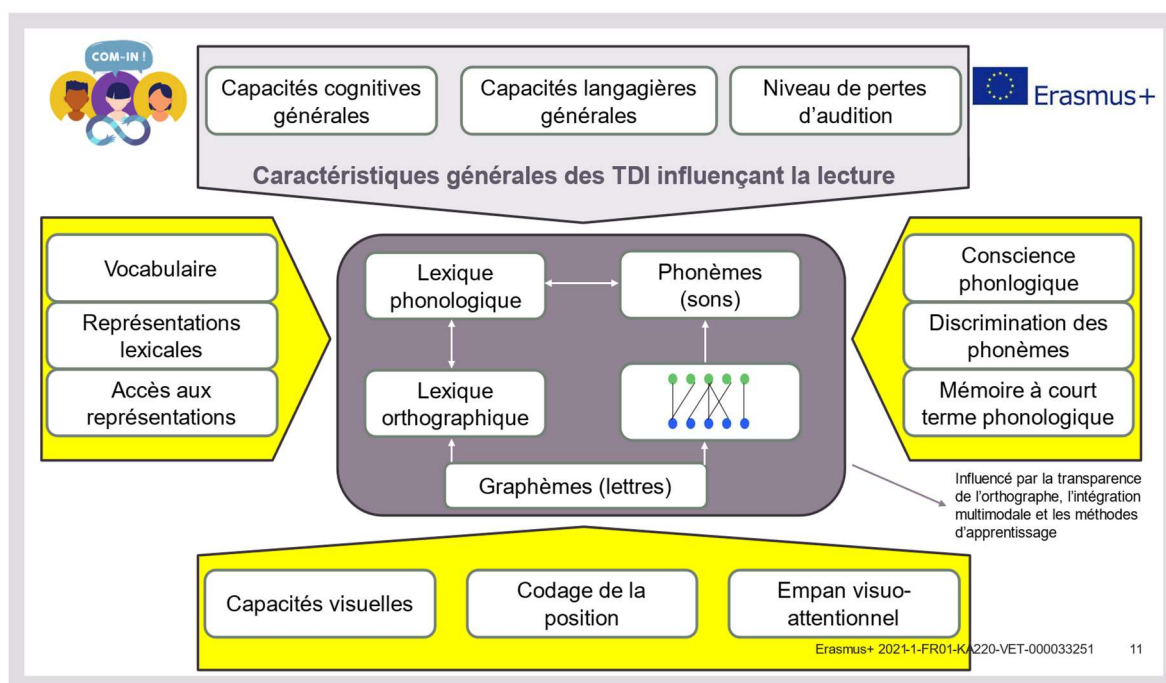 COM-IN !
Capacités cognitives
générales
Capacités langagières
générales
Niveau de pertes
d'audition
Erasmus+
Caractéristiques générales des TDI influençant la lecture
Vocabulaire
Représentations
lexicales
Accès aux
représentations
Lexique
phonologique
Phonèmes
(sons)
Lexique
orthographique
Graphèmes (lettres)
Conscience
phonlogique
Discrimination des
phonèmes
Mémoire à court
terme phonologique
Influencé par la transparence
de l'orthographe, l'intégration
multimodale et les méthodes
d'apprentissage
Capacités visuelles
Codage de la
position
Empan visuo-
attentionnel
Erasmus+ 2021-1-FR01-KA220-VET-000033251
11